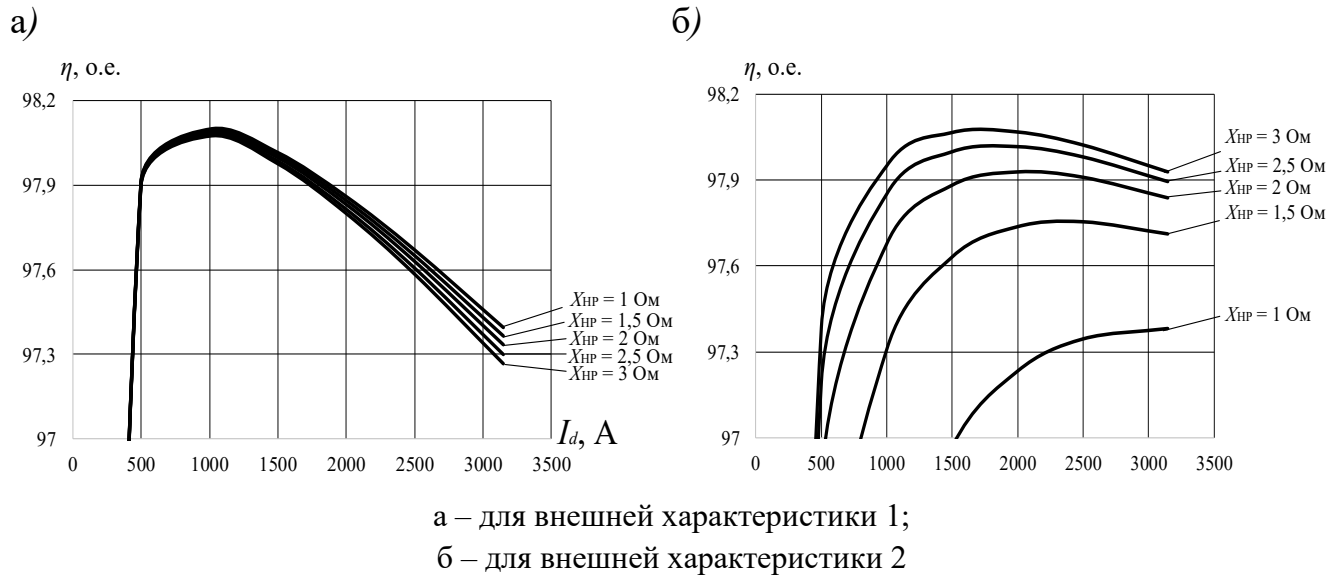 а)
η, о.е.
98,2
97,9
97,6
97,3
97
0 500 1000 1500 2000 2500 3000 3500
XНР = 1 Ом
XНР = 1,5 Ом
XНР = 2 Ом
XНР = 2,5 Ом
XНР = 3 Ом
Id, А
б)
η, о.е.
98,2
97,9
97,6
97,3
97
0 500 1000 1500 2000 2500 3000 3500
XНР = 3 Ом
XНР = 2,5 Ом
XНР = 2 Ом
XНР = 1,5 Ом
XНР = 1 Ом
а – для внешней характеристики 1;
б – для внешней характеристики 2